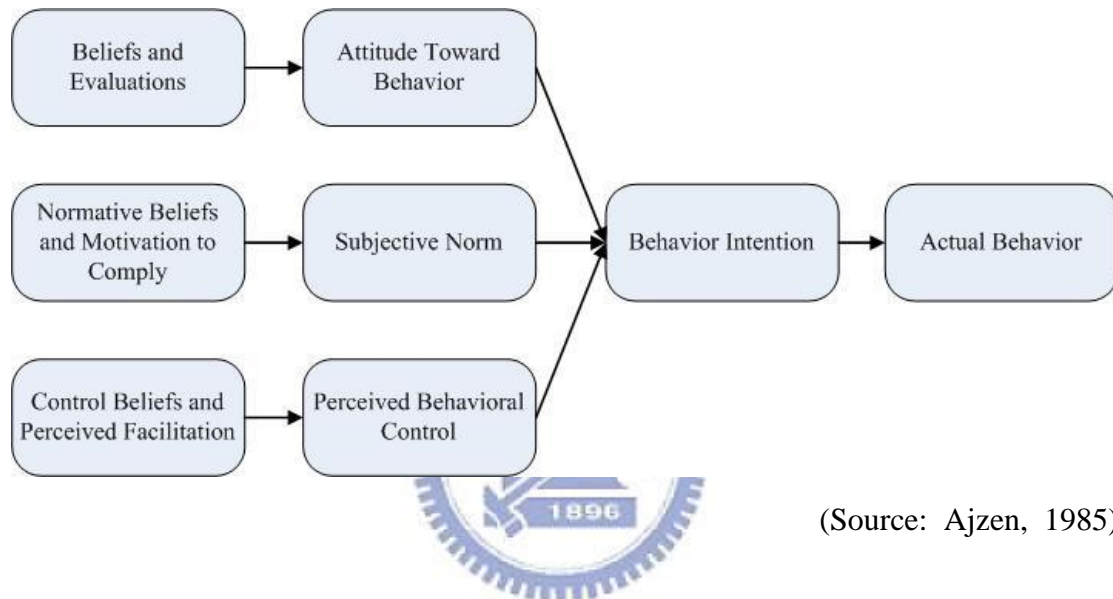 Beliefs and
Evaluations
Attitude Toward
Behavior
Normative Beliefs
and Motivation to
Comply
Subjective Norm
Behavior Intention
Actual Behavior
Control Beliefs and
Perceived Facilitation
Perceived Behavioral
Control
1896
(Source: Ajzen, 1985)